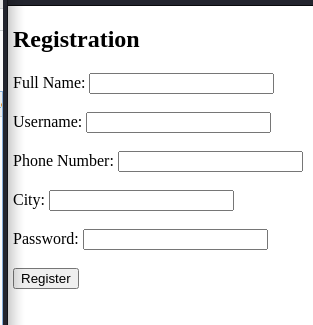 Registration
Full Name:
Username:
Phone Number:
City:
Password:
Register